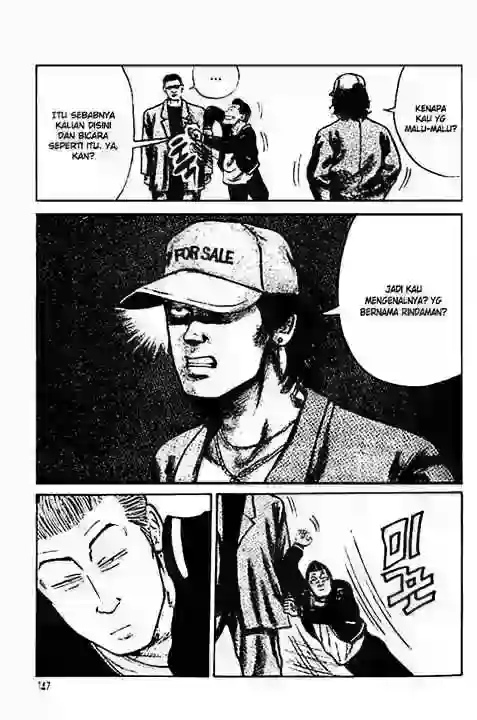 KENAPA
KAU YG
MALU-MALU?
...
ITU SEBABNYA
KALIAN DISINI
DAN BICARA
SEPERTI ITU. YA,
KAN?
FOR SALE
JADI KAU
MENGENALNYA? YG
BERNAMA RINDAMAN?
147